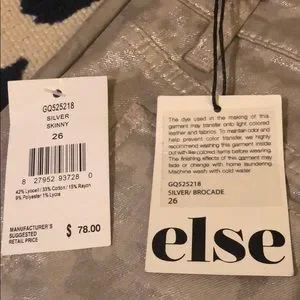 GQ525218
SILVER
SKINNY
26
8 27952 93728 0
42% Lyocell / 33% Cotton / 15% Rayon
9% Polyester 1% Lycra
MANUFACTURER'S
SUGGESTED
RETAIL PRICE
$ 78.00
The dye used in the making of this
garment may transfer onto light colored
leather and fabrics. To maintain color and
help prevent color transfer, we highly
recommend washing this garment inside
out with like colored items before wearing.
The finishing effects of this garment may
fade or change with home laundering.
Machine wash with cold water
GQ525218
SILVER/ BROCADE
26
else